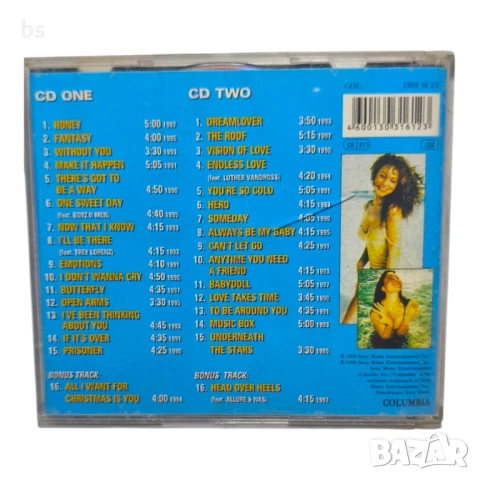 bs
CD ONE
1. HONEY 5:00 1997
2. FANTASY 4:00 1995
3. WITHOUT YOU 3:30 1993
4. MAKE IT HAPPEN 5:05 1991
5. THERE'S GOT TO
BE A WAY 4:50 1990
6. ONE SWEET DAY
(feat. BOYZ II MEN) 4:40 1995
7. NOW THAT I KNOW 4:15 1993
8. I'LL BE THERE
(feat. TREY LORENZ) 4:15 1992
9. EMOTIONS 4:10 1991
10. I DON'T WANNA CRY 4:50 1990
11. BUTTERFLY 4:35 1997
12. OPEN ARMS 3:30 1995
13. I'VE BEEN THINKING
ABOUT YOU 4:45 1993
14. IF IT'S OVER 4:35 1991
15. PRISONER 4:25 1990
BONUS TRACK:
16. ALL I WANT FOR
CHRISTMAS IS YOU 4:00 1994
CD TWO
1. DREAMLOVER 3:50 1993
2. THE ROOF 5:15 1997
3. VISION OF LOVE 3:30 1990
4. ENDLESS LOVE
(feat. LUTHER VANDROSS) 4:20 1994
5. YOU'RE SO COLD 5:05 1991
6. HERO 4:15 1993
7. SOMEDAY 4:05 1990
8. ALWAYS BE MY BABY 4:15 1995
9. CAN'T LET GO 4:25 1991
10. ANYTIME YOU NEED
A FRIEND 4:15 1993
11. BABYDOLL 5:05 1997
12. LOVE TAKES TIME 3:45 1990
13. TO BE AROUND YOU 4:35 1991
14. MUSIC BOX 5:00 1993
15. UNDERNEATH
THE STARS 3:30 1995
BONUS TRACK:
16. HEAD OVER HEELS
(feat. ALLURE & NAS) 4:15 1997
4600130316123
COLUMBIA
BAZAR